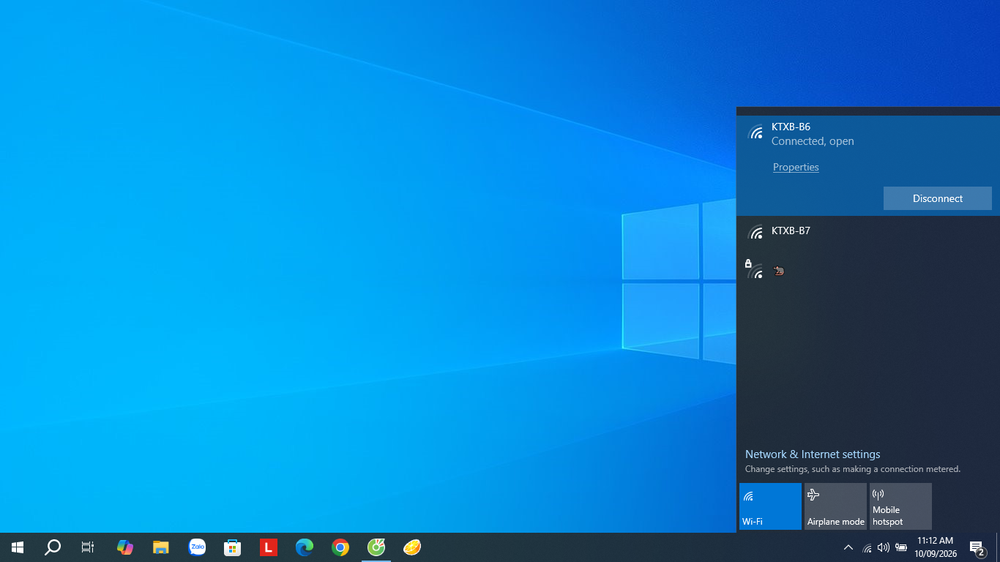 KTXB-B6
Connected, open
Properties
Disconnect
KTXB-B7
Network & Internet settings
Change settings, such as making a connection metered.
Wi-Fi
Airplane mode
Mobile
hotspot
Zalo
L
11:12 AM
10/09/2026
2